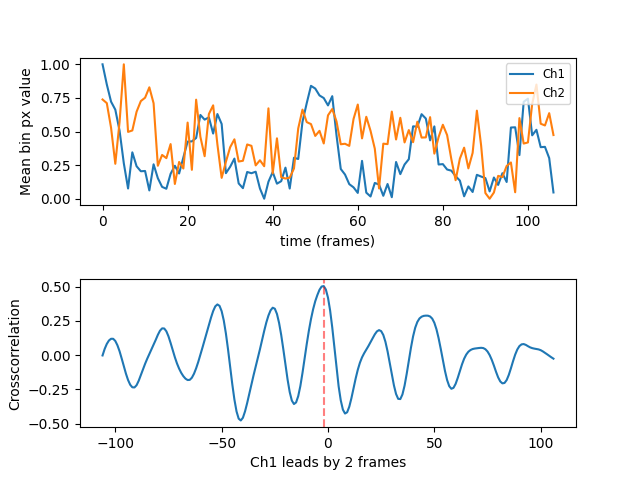 Mean bin px value
1.00
0.75
0.50
0.25
0.00
Ch1
Ch2
0 20 40 60 80 100
time (frames)
Crosscorrelation
0.50
0.25
0.00
−0.25
−0.50
−100 −50 0 50 100
Ch1 leads by 2 frames